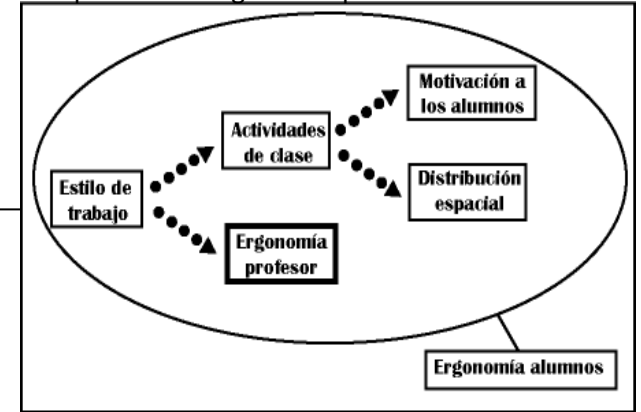 Motivación a
los alumnos
Actividades
de clase
Estilo de
trabajo
Distribución
espacial
Ergonomía
profesor
Ergonomía alumnos